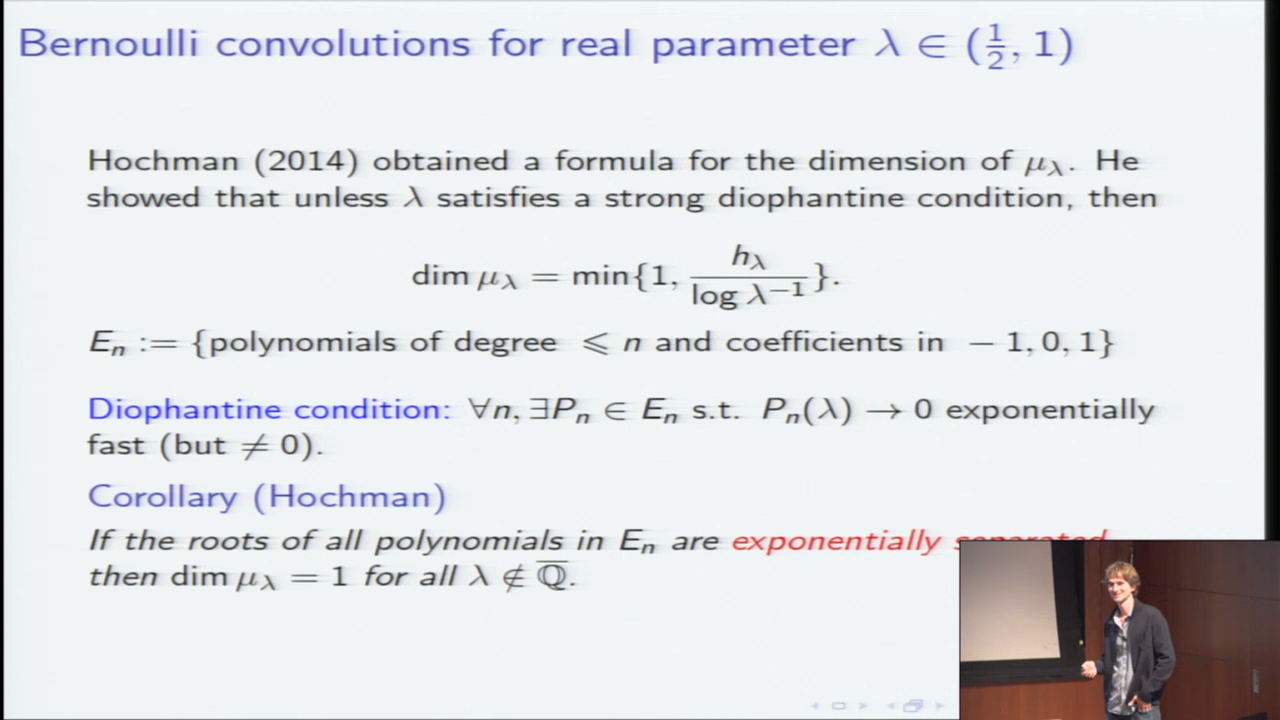 Bernoulli convolutions for real parameter λ ∈ (1/2, 1)
Hochman (2014) obtained a formula for the dimension of μ_λ. He
showed that unless λ satisfies a strong diophantine condition, then
dim μ_λ = min{1, h_λ / log λ⁻¹}.
E_n := {polynomials of degree ⩽ n and coefficients in − 1, 0, 1}
Diophantine condition: ∀n, ∃P_n ∈ E_n s.t. P_n(λ) → 0 exponentially
fast (but ≠ 0).
Corollary (Hochman)
If the roots of all polynomials in E_n are exponentially
then dim μ_λ = 1 for all λ ∉ Q̅.